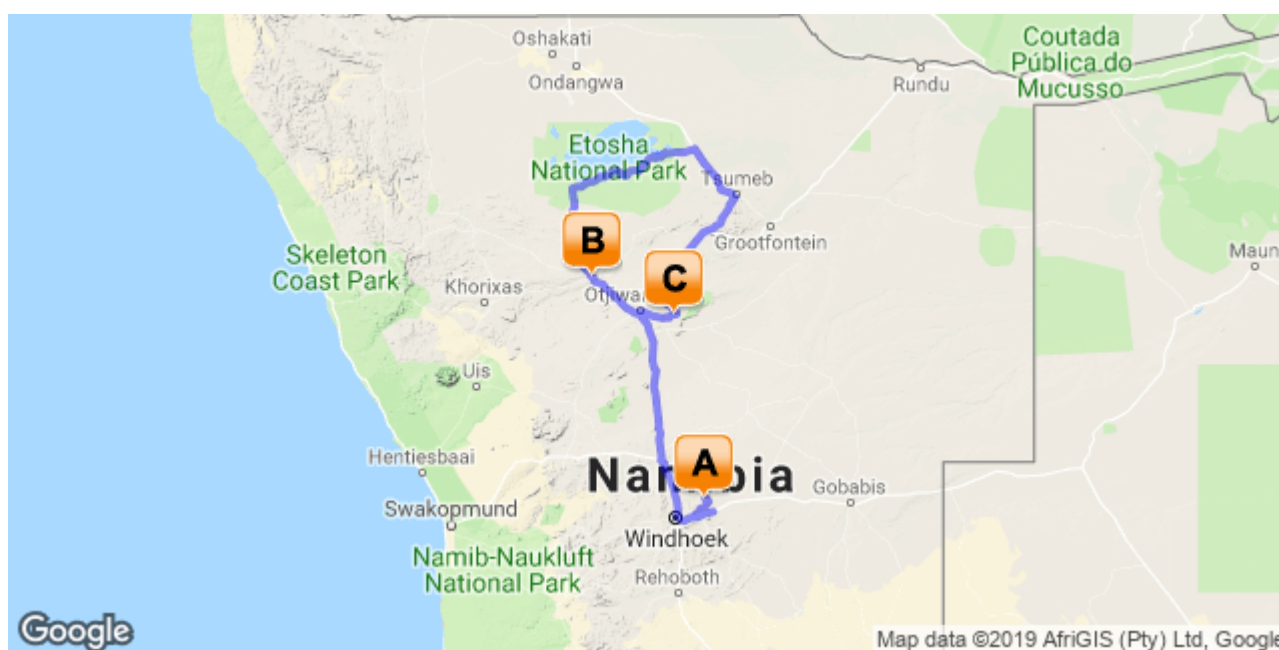 Oshakati
Ondangwa
Coutada
Pública do
Mucusso
Rundu
Etosha
National Park
Tsumeb
Grootfontein
B
Skeleton
Coast Park
Khorixas
C
Maun
Uis
A
Hentiesbaai
Namibia
Gobabis
Swakopmund
Windhoek
Namib-Naukluft
National Park
Rehoboth
Google
Map data ©2019 AfriGIS (Pty) Ltd, Google